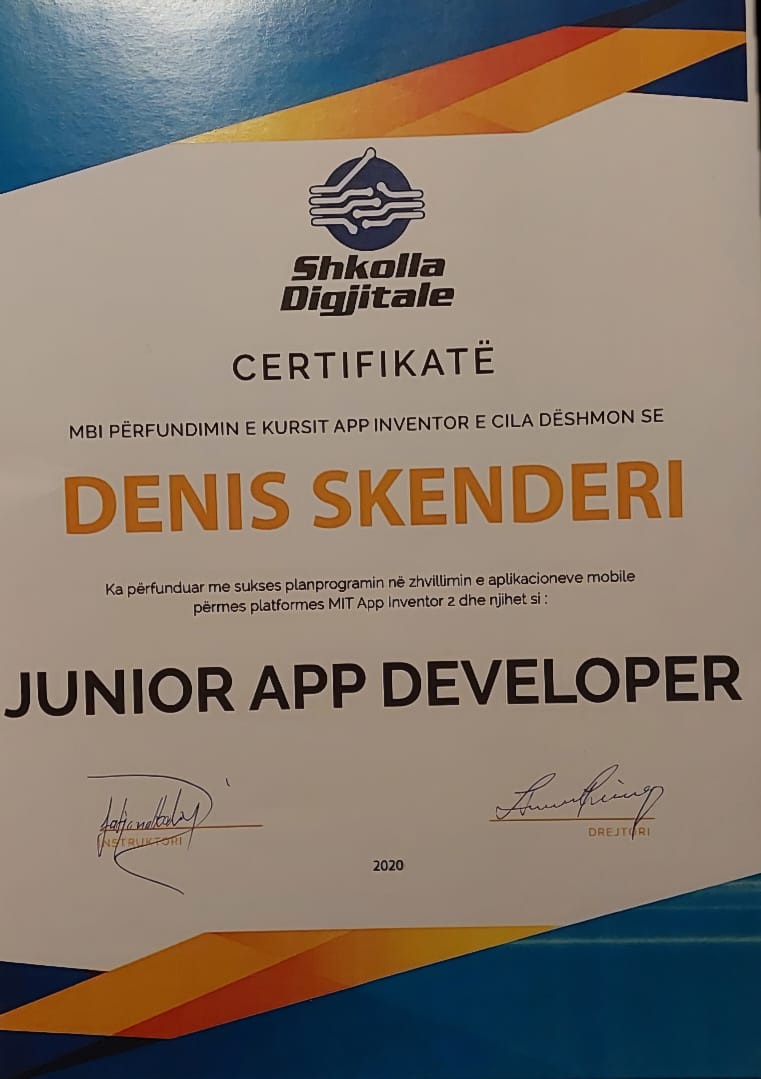 Shkolla
Digjitale
CERTIFIKATË
MBI PËRFUNDIMIN E KURSIT APP INVENTOR E CILA DËSHMON SE
DENIS SKENDERI
Ka përfunduar me sukses planprogramin në zhvillimin e aplikacioneve mobile
përmes platformes MIT App Inventor 2 dhe njihet si :
JUNIOR APP DEVELOPER
INSTRUKTORI
DREJTORI
2020